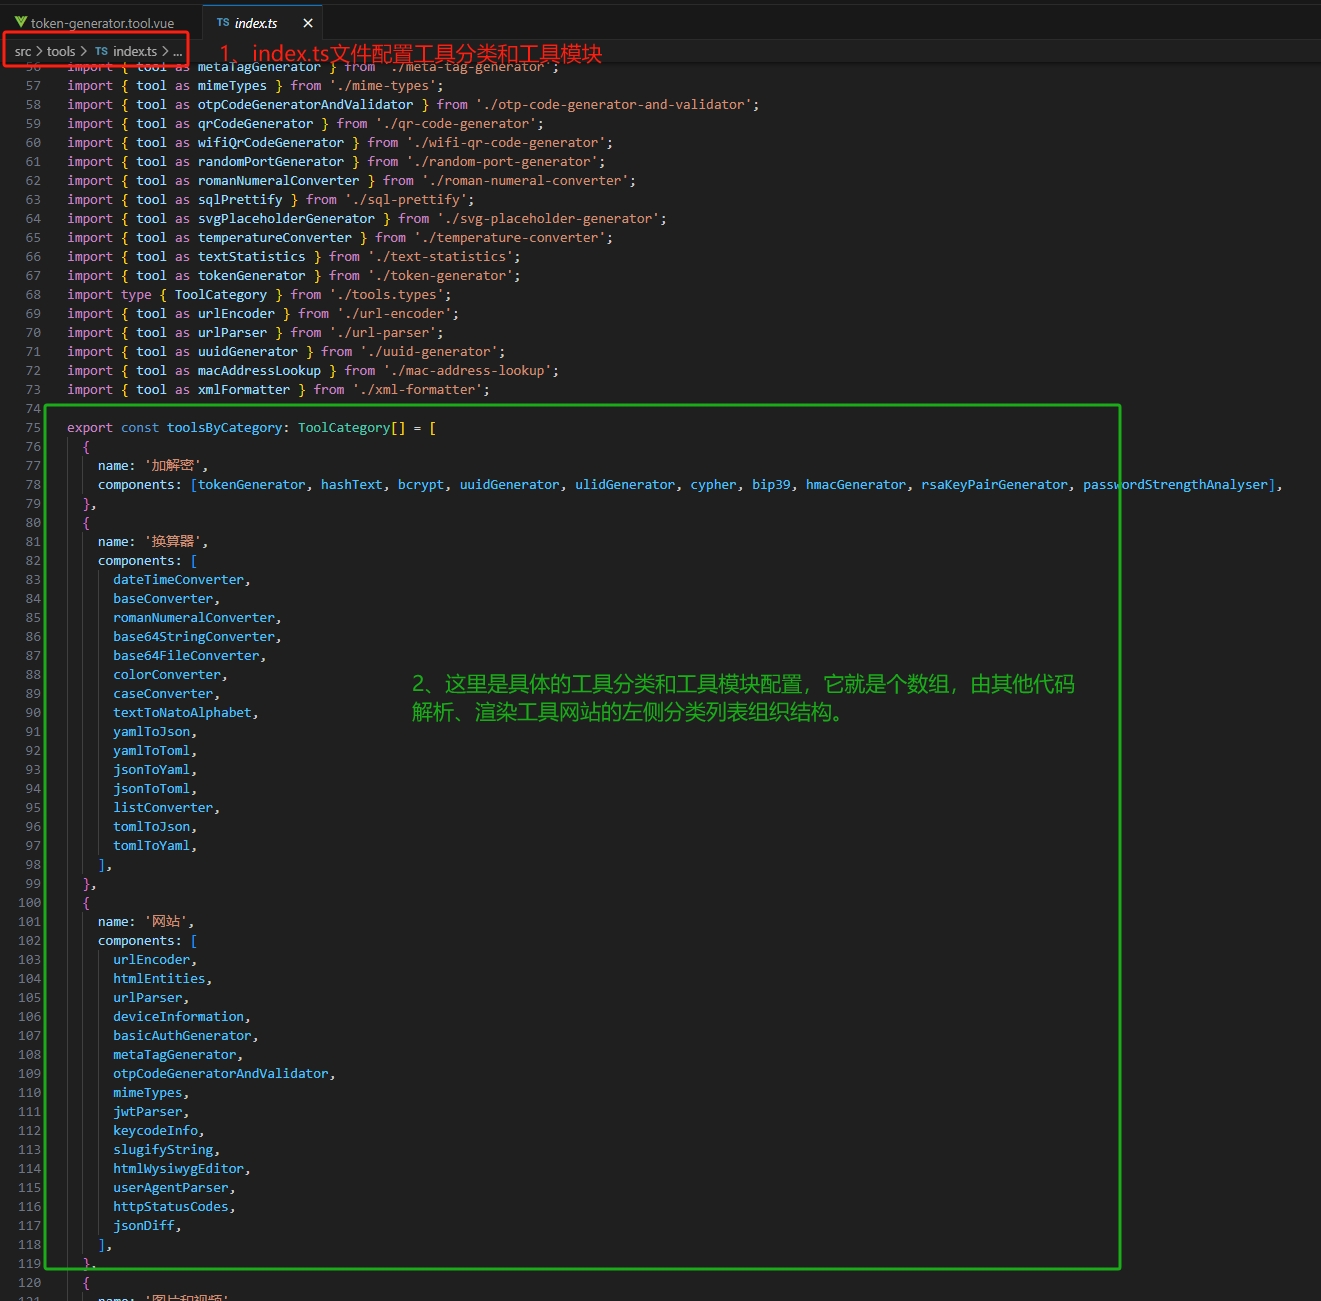 token-generator.tool.vue
TS index.ts ×
src > tools > TS index.ts > ...
1、index.ts文件配置工具分类和工具模块
56 import { tool as metaTagGenerator } from './meta-tag-generator';
57 import { tool as mimeTypes } from './mime-types';
58 import { tool as otpCodeGeneratorAndValidator } from './otp-code-generator-and-validator';
59 import { tool as qrCodeGenerator } from './qr-code-generator';
60 import { tool as wifiQrCodeGenerator } from './wifi-qr-code-generator';
61 import { tool as randomPortGenerator } from './random-port-generator';
62 import { tool as romanNumeralConverter } from './roman-numeral-converter';
63 import { tool as sqlPrettify } from './sql-prettify';
64 import { tool as svgPlaceholderGenerator } from './svg-placeholder-generator';
65 import { tool as temperatureConverter } from './temperature-converter';
66 import { tool as textStatistics } from './text-statistics';
67 import { tool as tokenGenerator } from './token-generator';
68 import type { ToolCategory } from './tools.types';
69 import { tool as urlEncoder } from './url-encoder';
70 import { tool as urlParser } from './url-parser';
71 import { tool as uuidGenerator } from './uuid-generator';
72 import { tool as macAddressLookup } from './mac-address-lookup';
73 import { tool as xmlFormatter } from './xml-formatter';
74
75 export const toolsByCategory: ToolCategory[] = [
76 {
77 name: '加解密',
78 components: [tokenGenerator, hashText, bcrypt, uuidGenerator, ulidGenerator, cypher, bip39, hmacGenerator, rsaKeyPairGenerator, passwordStrengthAnalyser],
79 },
80 {
81 name: '换算器',
82 components: [
83 dateTimeConverter,
84 baseConverter,
85 romanNumeralConverter,
86 base64StringConverter,
87 base64FileConverter,
88 colorConverter,
89 caseConverter,
90 textToNatoAlphabet,
91 yamlToJson,
92 yamlToToml,
93 jsonToYaml,
94 jsonToToml,
95 listConverter,
96 tomlToJson,
97 tomlToYaml,
98 ],
99 },
2、这里是具体的工具分类和工具模块配置，它就是个数组，由其他代码
解析、渲染工具网站的左侧分类列表组织结构。
100 {
101 name: '网站',
102 components: [
103 urlEncoder,
104 htmlEntities,
105 urlParser,
106 deviceInformation,
107 basicAuthGenerator,
108 metaTagGenerator,
109 otpCodeGeneratorAndValidator,
110 mimeTypes,
111 jwtParser,
112 keycodeInfo,
113 slugifyString,
114 htmlWysiwygEditor,
115 userAgentParser,
116 httpStatusCodes,
117 jsonDiff,
118 ],
119 },
120 {
121 name: '图片和视频'